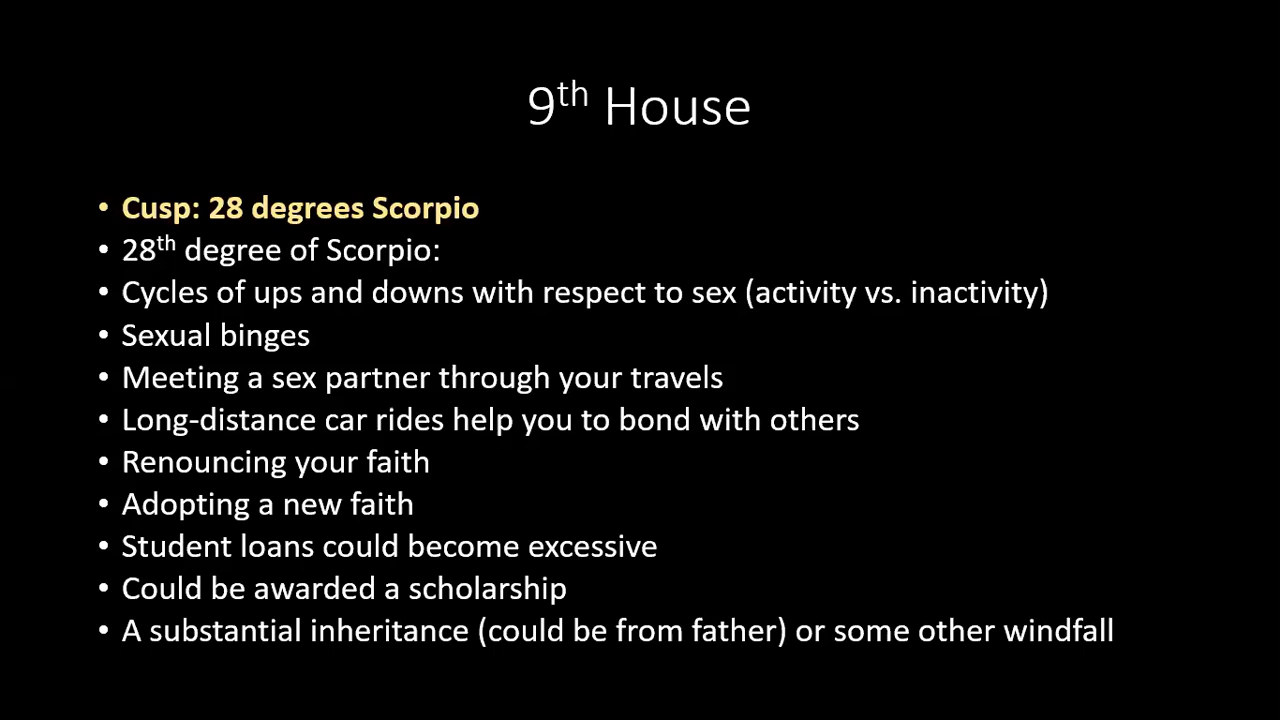 9th House
• Cusp: 28 degrees Scorpio
• 28th degree of Scorpio:
• Cycles of ups and downs with respect to sex (activity vs. inactivity)
• Sexual binges
• Meeting a sex partner through your travels
• Long-distance car rides help you to bond with others
• Renouncing your faith
• Adopting a new faith
• Student loans could become excessive
• Could be awarded a scholarship
• A substantial inheritance (could be from father) or some other windfall